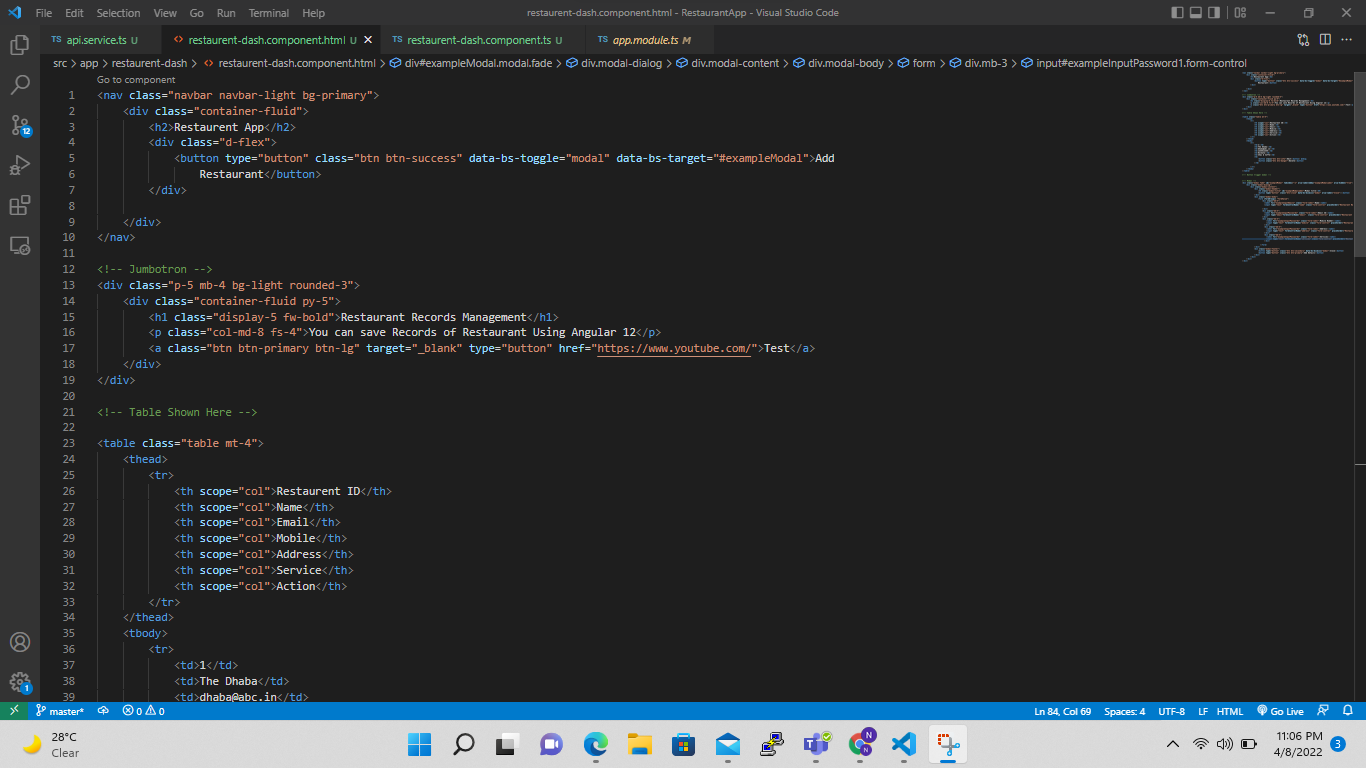 File Edit Selection View Go Run Terminal Help restaurent-dash.component.html - RestaurantApp - Visual Studio Code
TS api.service.ts U <> restaurent-dash.component.html U TS restaurent-dash.component.ts U TS app.module.ts M
src > app > restaurent-dash > <> restaurent-dash.component.html > div#exampleModal.modal.fade > div.modal-dialog > div.modal-content > div.modal-body > form > div.mb-3 > input#exampleInputPassword1.form-control
Go to component
1 <nav class="navbar navbar-light bg-primary">
2 <div class="container-fluid">
3 <h2>Restaurent App</h2>
4 <div class="d-flex">
5 <button type="button" class="btn btn-success" data-bs-toggle="modal" data-bs-target="#exampleModal">Add
6 Restaurant</button>
7 </div>
8
9 </div>
10 </nav>
11
12 <!-- Jumbotron -->
13 <div class="p-5 mb-4 bg-light rounded-3">
14 <div class="container-fluid py-5">
15 <h1 class="display-5 fw-bold">Restaurant Records Management</h1>
16 <p class="col-md-8 fs-4">You can save Records of Restaurant Using Angular 12</p>
17 <a class="btn btn-primary btn-lg" target="_blank" type="button" href="https://www.youtube.com/">Test</a>
18 </div>
19 </div>
20
21 <!-- Table Shown Here -->
22
23 <table class="table mt-4">
24 <thead>
25 <tr>
26 <th scope="col">Restaurent ID</th>
27 <th scope="col">Name</th>
28 <th scope="col">Email</th>
29 <th scope="col">Mobile</th>
30 <th scope="col">Address</th>
31 <th scope="col">Service</th>
32 <th scope="col">Action</th>
33 </tr>
34 </thead>
35 <tbody>
36 <tr>
37 <td>1</td>
38 <td>The Dhaba</td>
39 <td>dhaba@abc.in</td>
12
1
master* 0 0 Ln 84, Col 69 Spaces: 4 UTF-8 LF HTML Go Live
28°C
Clear
N
N
11:06 PM
4/8/2022
3